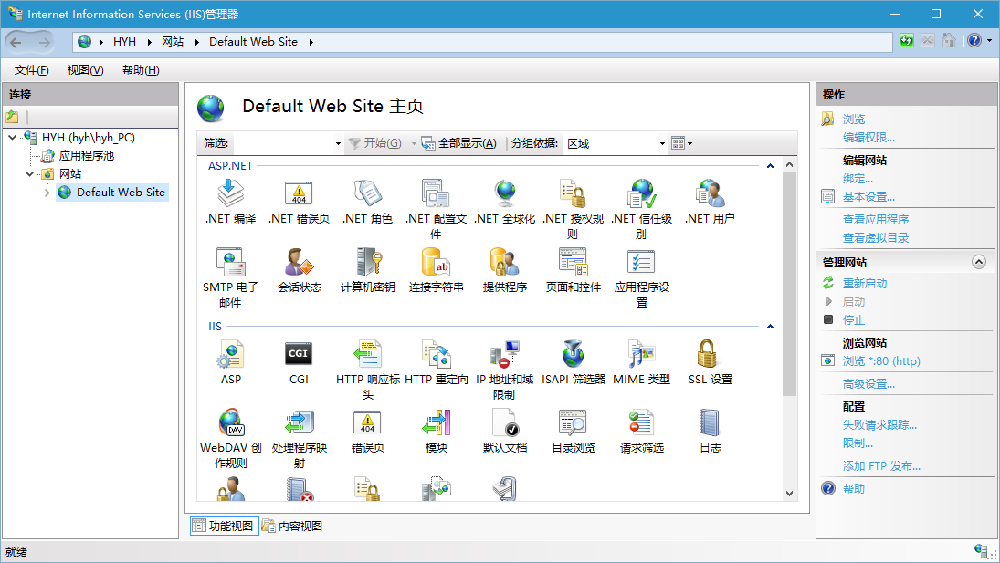 Internet Information Services (IIS)管理器
HYH 网站 Default Web Site
文件(F) 视图(V) 帮助(H)
连接
HYH (hyh\hyh_PC)
应用程序池
网站
Default Web Site
Default Web Site 主页
筛选: 开始(G) 全部显示(A) 分组依据: 区域
ASP.NET
.NET 编译
.NET 错误页
404
.NET 角色
.NET 配置文
件
.NET 全球化
.NET 授权规
则
.NET 信任级
别
.NET 用户
SMTP 电子
邮件
会话状态
计算机密钥
ab
连接字符串
提供程序
页面和控件
应用程序设
置
IIS
ASP
CGI
CGI
HTTP 响应标
头
HTTP 重定向
IP 地址和域
限制
ISAPI 筛选器
MIME 类型
SSL 设置
DAV
WebDAV 创
作规则
处理程序映
射
404
错误页
模块
默认文档
目录浏览
请求筛选
日志
功能视图 内容视图
操作
浏览
编辑权限...
编辑网站
绑定...
基本设置...
查看应用程序
查看虚拟目录
管理网站
重新启动
启动
停止
浏览网站
浏览 *:80 (http)
高级设置...
配置
失败请求跟踪...
限制...
添加 FTP 发布...
帮助
就绪